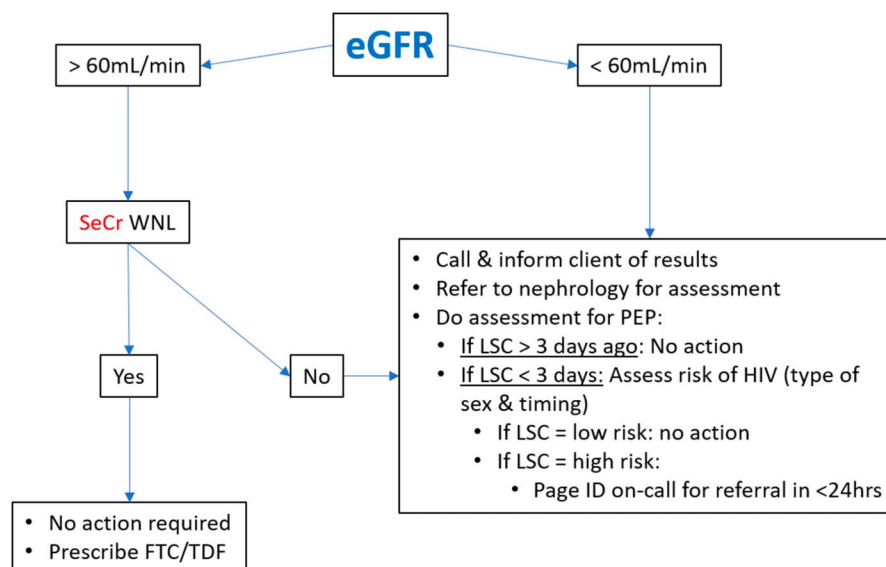 eGFR
> 60mL/min
< 60mL/min
SeCr WNL
• Call & inform client of results
• Refer to nephrology for assessment
• Do assessment for PEP:
• If LSC > 3 days ago: No action
• If LSC < 3 days: Assess risk of HIV (type of
sex & timing)
• If LSC = low risk: no action
• If LSC = high risk:
• Page ID on-call for referral in <24hrs
Yes
No
• No action required
• Prescribe FTC/TDF